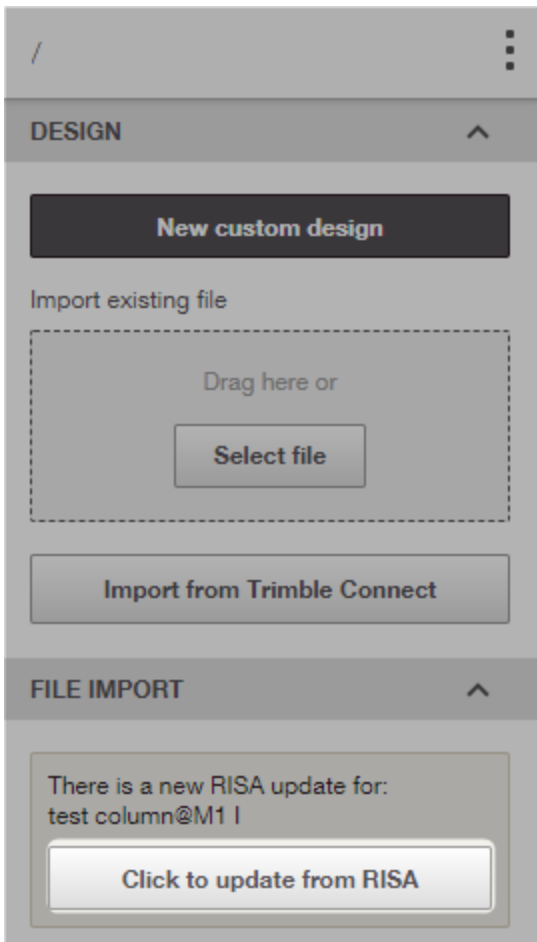 /
DESIGN
New custom design
Import existing file
Drag here or
Select file
Import from Trimble Connect
FILE IMPORT
There is a new RISA update for:
test column@M1 I
Click to update from RISA